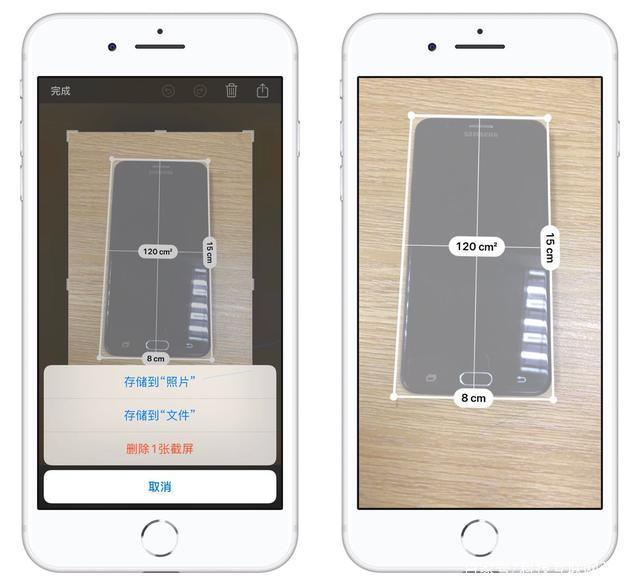 完成
120 cm²
15 cm
8 cm
存储到“照片”
存储到“文件”
删除1张截屏
取消
SAMSUNG
120 cm²
15 cm
8 cm